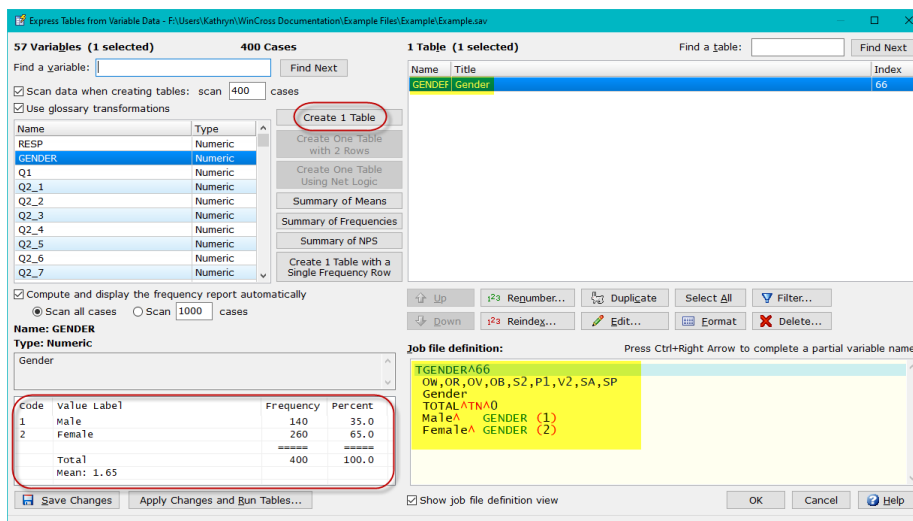 Express Tables from Variable Data - F:\Users\Kathryn\WinCross Documentation\Example Files\Example\Example.sav
57 Variables (1 selected) 400 Cases
Find a variable: Find Next
Scan data when creating tables: scan 400 cases
Use glossary transformations
Name Type
RESP Numeric
GENDER Numeric
Q1 Numeric
Q2_1 Numeric
Q2_2 Numeric
Q2_3 Numeric
Q2_4 Numeric
Q2_5 Numeric
Q2_6 Numeric
Q2_7 Numeric
Create 1 Table
Create One Table
with 2 Rows
Create One Table
Using Net Logic
Summary of Means
Summary of Frequencies
Summary of NPS
Create 1 Table with a
Single Frequency Row
Compute and display the frequency report automatically
Scan all cases Scan 1000 cases
Name: GENDER
Type: Numeric
Gender
Code Value Label Frequency Percent
1 Male 140 35.0
2 Female 260 65.0
===== =====
Total 400 100.0
Mean: 1.65
Save Changes Apply Changes and Run Tables...
1 Table (1 selected) Find a table: Find Next
Name Title Index
GENDER Gender 66
Up 123 Renumber... Duplicate Select All Filter...
Down 123 Reindex... Edit... Format Delete...
Job file definition: Press Ctrl+Right Arrow to complete a partial variable name
TGENDER^66
OW,OR,OV,OB,S2,P1,V2,SA,SP
Gender
TOTAL^TN^0
Male^ GENDER (1)
Female^ GENDER (2)
Show job file definition view OK Cancel Help